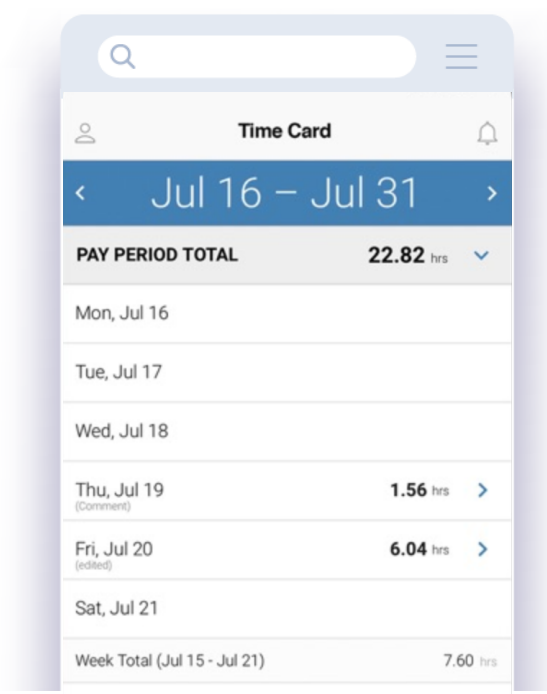 Time Card
Jul 16 – Jul 31
PAY PERIOD TOTAL 22.82 hrs
Mon, Jul 16
Tue, Jul 17
Wed, Jul 18
Thu, Jul 19 1.56 hrs
(Comment)
Fri, Jul 20 6.04 hrs
(edited)
Sat, Jul 21
Week Total (Jul 15 - Jul 21) 7.60 hrs